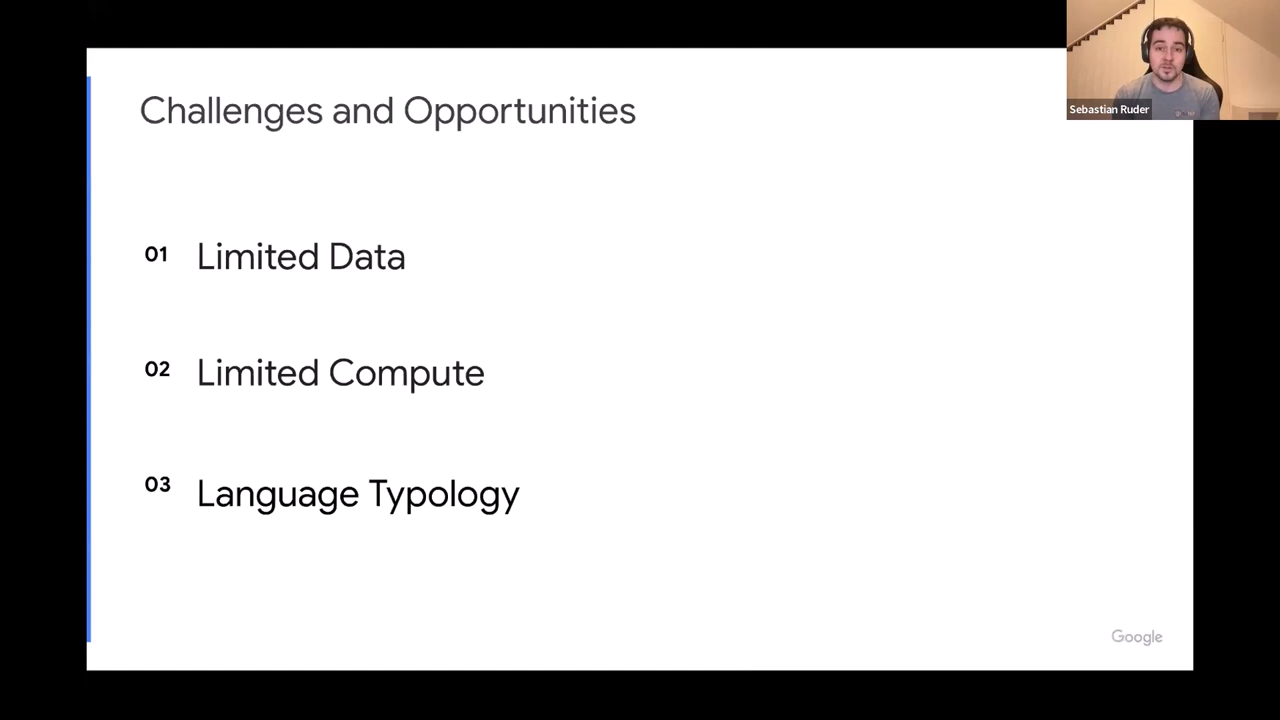 Challenges and Opportunities
Sebastian Ruder
01 Limited Data
02 Limited Compute
03 Language Typology
Google